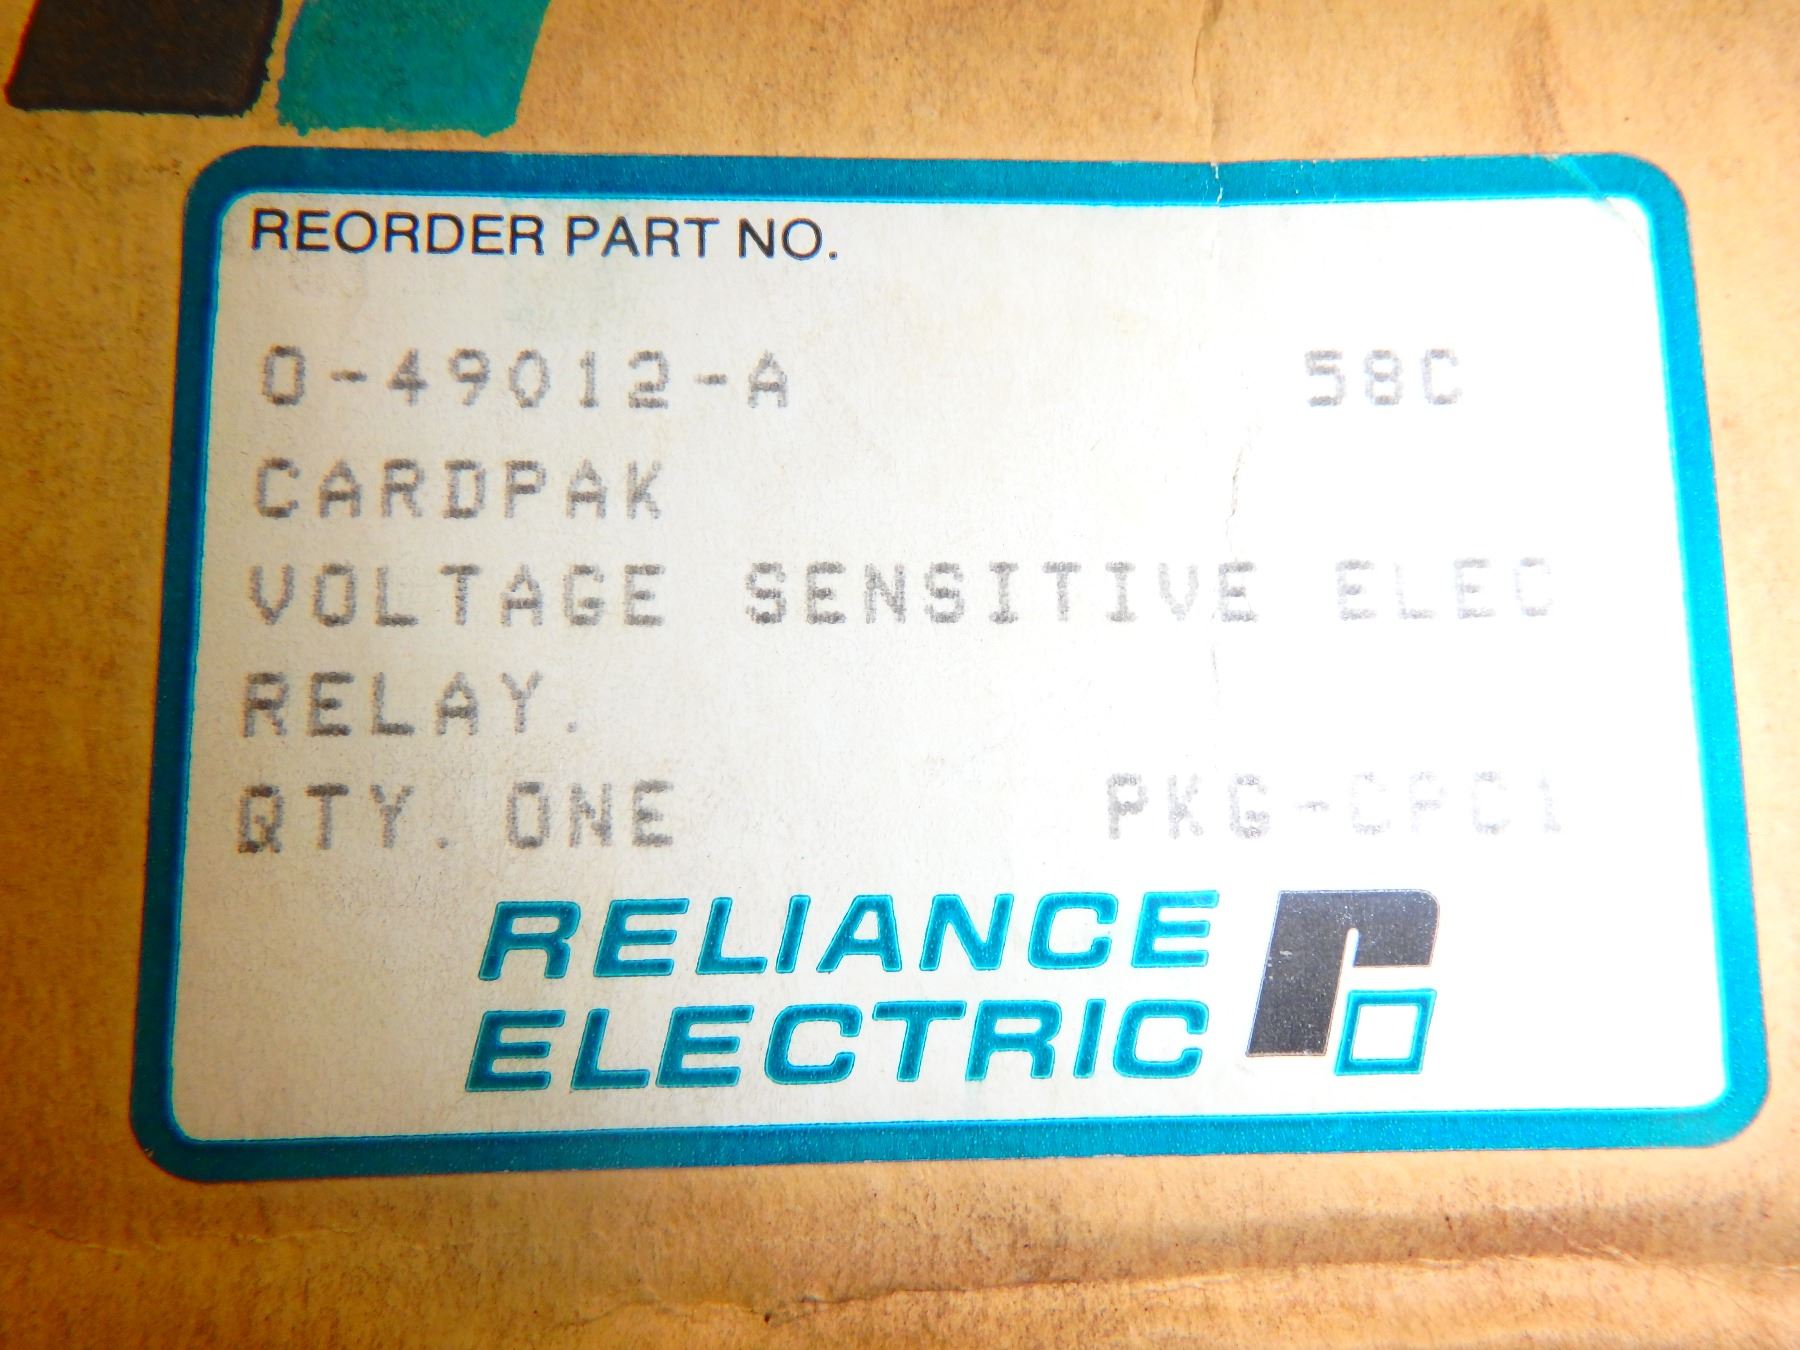 REORDER PART NO.
0-49012-A 58C
CARDPAK
VOLTAGE SENSITIVE ELEC
RELAY.
QTY. ONE PKG-CPC1
RELIANCE
ELECTRIC